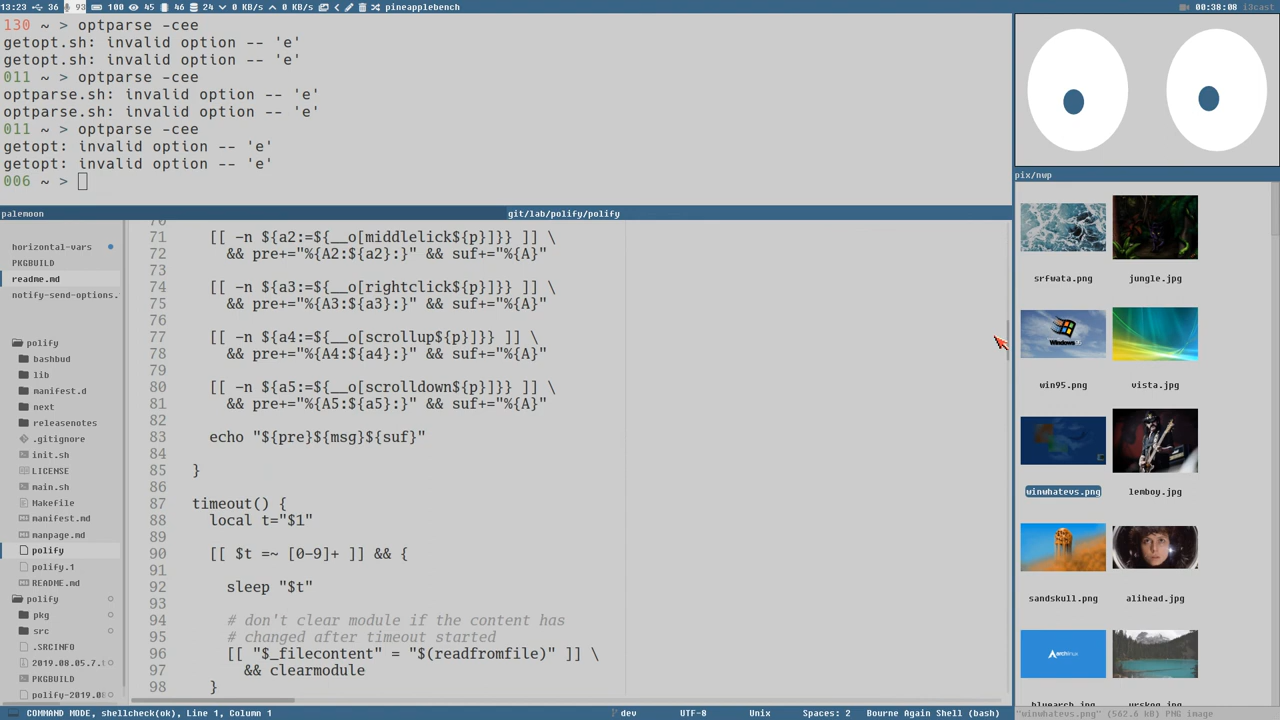 13:23 36 93 100 45 46 24 0 KB/s 0 KB/s pineapplebench
00:38:08 i3cast
130 ~ > optparse -cee
getopt.sh: invalid option -- 'e'
getopt.sh: invalid option -- 'e'
011 ~ > optparse -cee
optparse.sh: invalid option -- 'e'
optparse.sh: invalid option -- 'e'
011 ~ > optparse -cee
getopt: invalid option -- 'e'
getopt: invalid option -- 'e'
006 ~ >
palemoon
git/lab/polify/polify
horizontal-vars
PKGBUILD
readme.md
notify-send-options.
polify
bashbud
lib
manifest.d
next
releasenotes
.gitignore
init.sh
LICENSE
main.sh
Makefile
manifest.md
manpage.md
polify
polify.1
README.md
polify
pkg
src
.SRCINFO
2019.08.05.7.
PKGBUILD
polify-2019.0
71 [[ -n ${a2:=${__o[middlelick${p}]}} ]] \
72 && pre+="%{A2:${a2}:}" && suf+="%{A}"
73
74 [[ -n ${a3:=${__o[rightclick${p}]}} ]] \
75 && pre+="%{A3:${a3}:}" && suf+="%{A}"
76
77 [[ -n ${a4:=${__o[scrollup${p}]}} ]] \
78 && pre+="%{A4:${a4}:}" && suf+="%{A}"
79
80 [[ -n ${a5:=${__o[scrolldown${p}]}} ]] \
81 && pre+="%{A5:${a5}:}" && suf+="%{A}"
82
83 echo "${pre}${msg}${suf}"
84
85 }
86
87 timeout() {
88 local t="$1"
89
90 [[ $t =~ [0-9]+ ]] && {
91
92 sleep "$t"
93
94 # don't clear module if the content has
95 # changed after timeout started
96 [[ "$_filecontent" = "$(readfromfile)" ]] \
97 && clearmodule
98 }
COMMAND MODE, shellcheck(ok), Line 1, Column 1
dev
UTF-8
Unix
Spaces: 2
Bourne Again Shell (bash)
pix/nwp
srfwata.png
jungle.jpg
Windows
win95.png
vista.jpg
winwhatevs.png
lemboy.jpg
sandskull.png
alihead.jpg
archlinux
"winwhatevs.png" (562.6 kB) PNG image